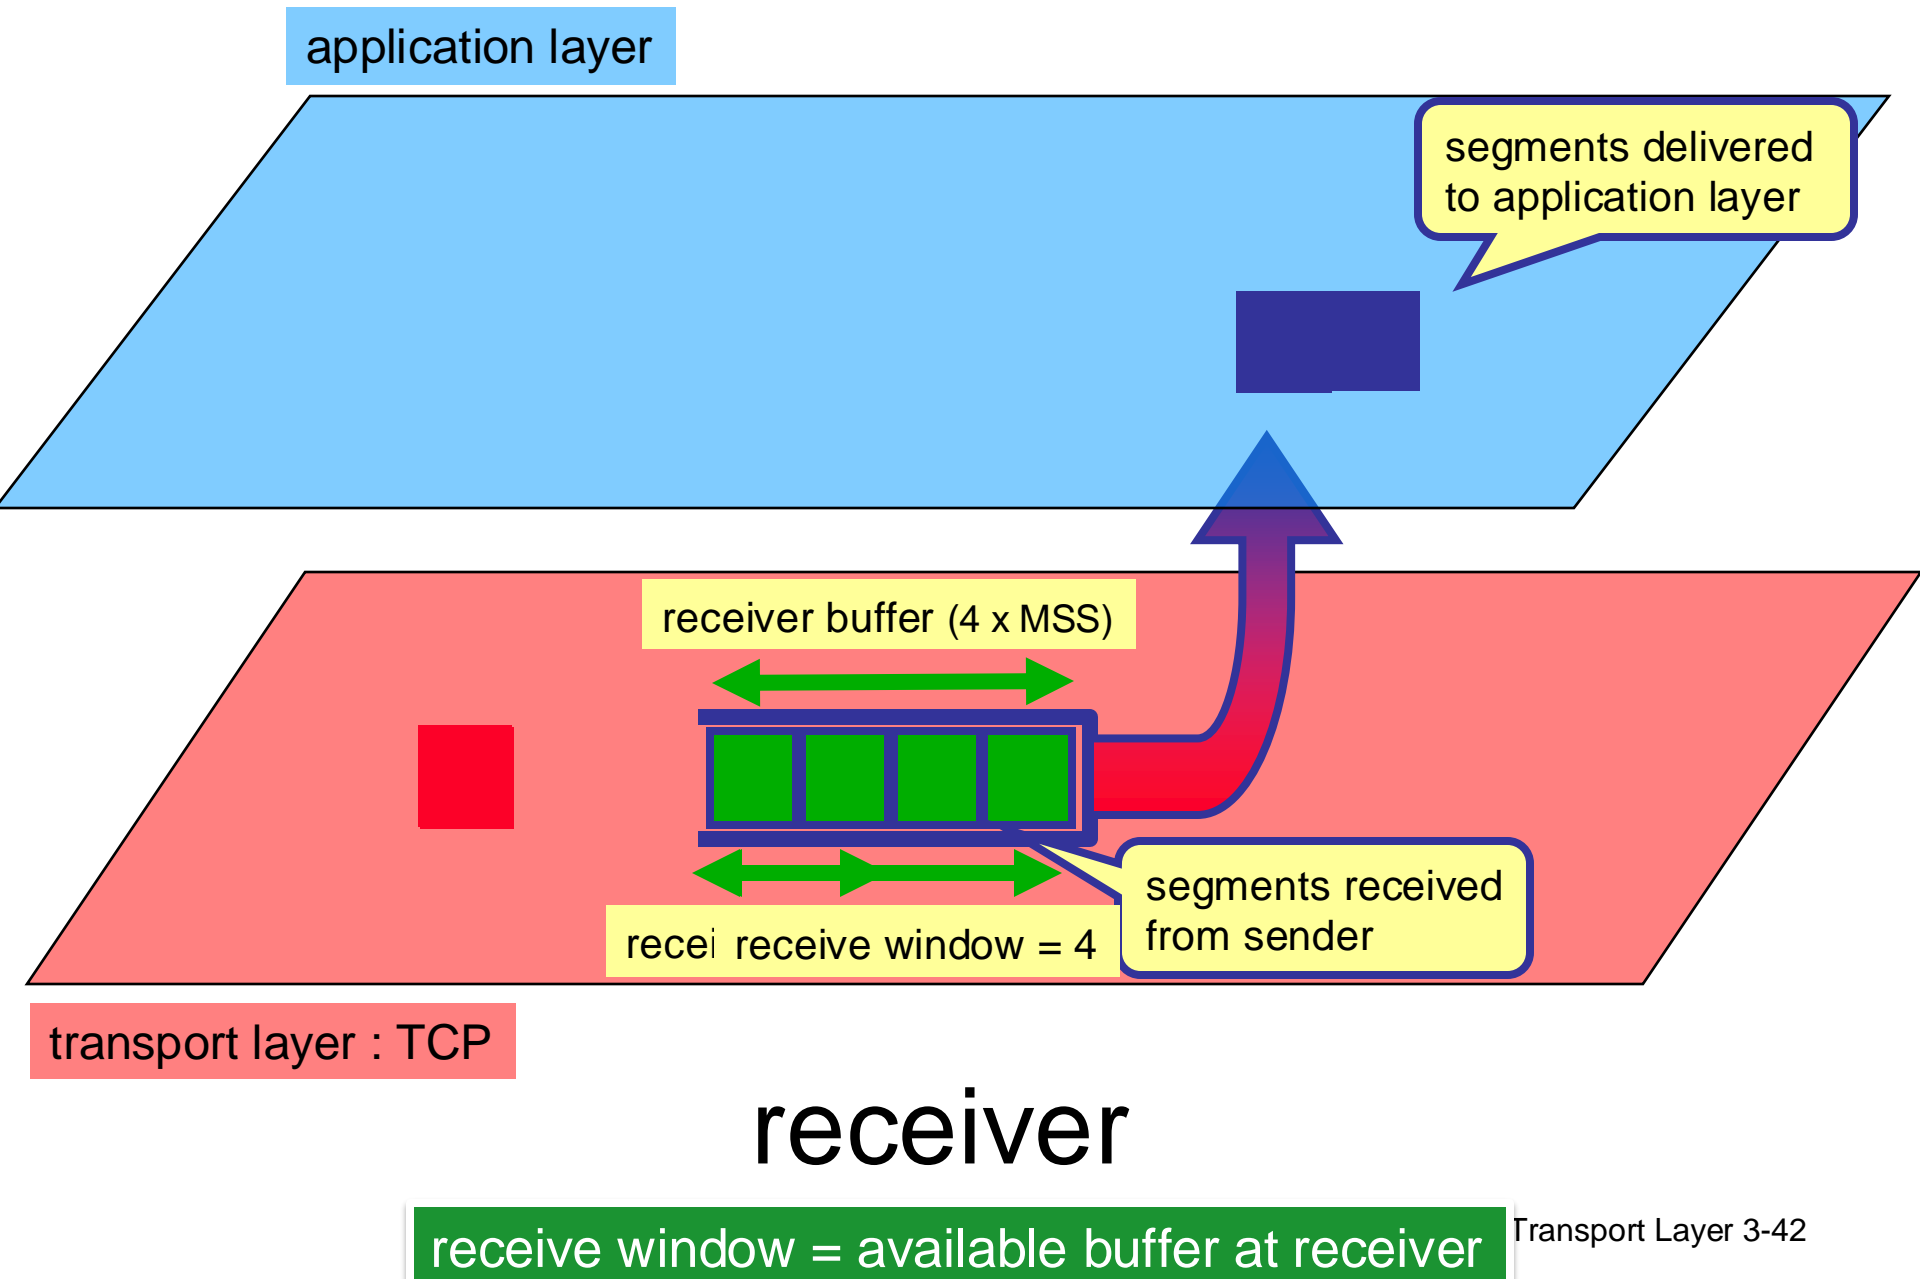 application layer
segments delivered
to application layer
receiver buffer (4 x MSS)
segments received
from sender
receive window = 4
transport layer : TCP
receiver
receive window = available buffer at receiver
Transport Layer 3-42